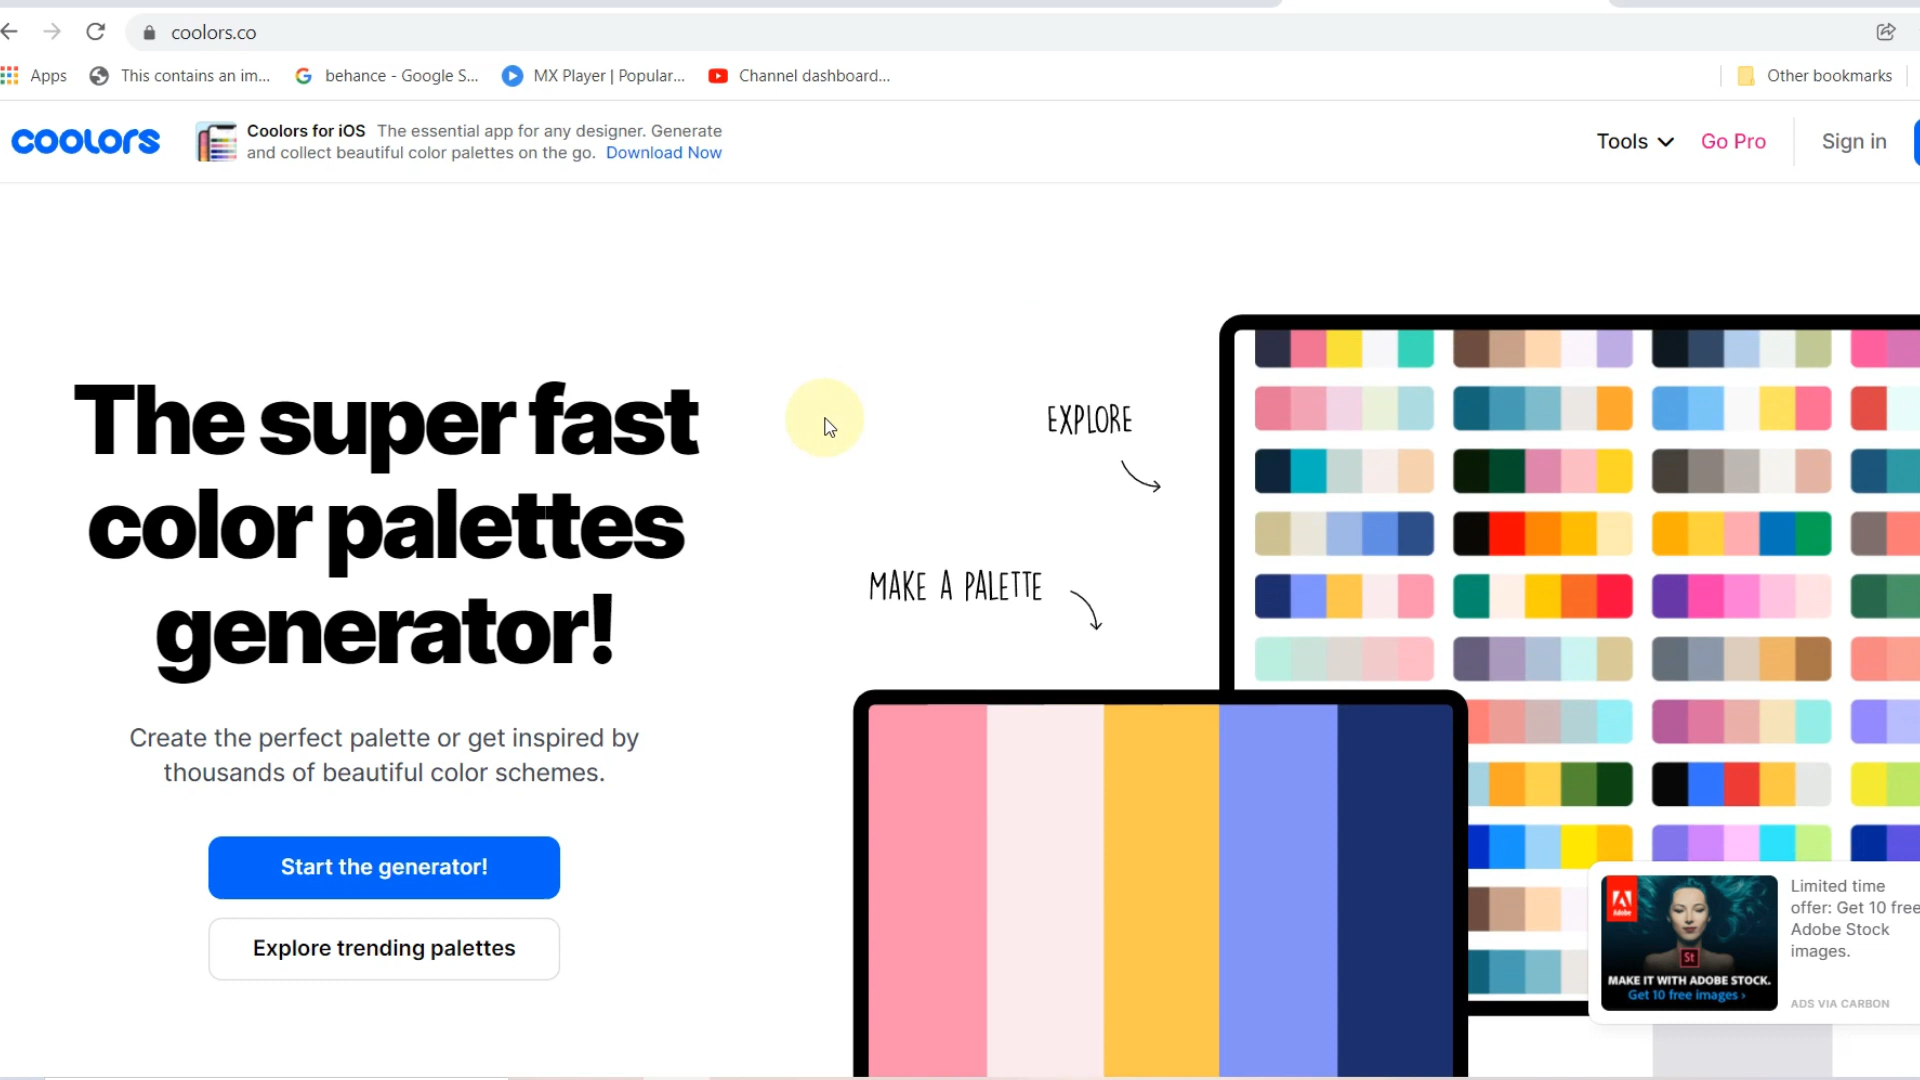 coolors.co
Apps
This contains an im...
behance - Google S...
MX Player | Popular...
Channel dashboard...
Other bookmarks
coolors
Coolors for iOS The essential app for any designer. Generate
and collect beautiful color palettes on the go. Download Now
Tools
Go Pro
Sign in
The super fast
color palettes
generator!
Create the perfect palette or get inspired by
thousands of beautiful color schemes.
Start the generator!
Explore trending palettes
EXPLORE
MAKE A PALETTE
Adobe
St
MAKE IT WITH ADOBE STOCK.
Get 10 free images ›
Limited time
offer: Get 10 free
Adobe Stock
images.
ADS VIA CARBON